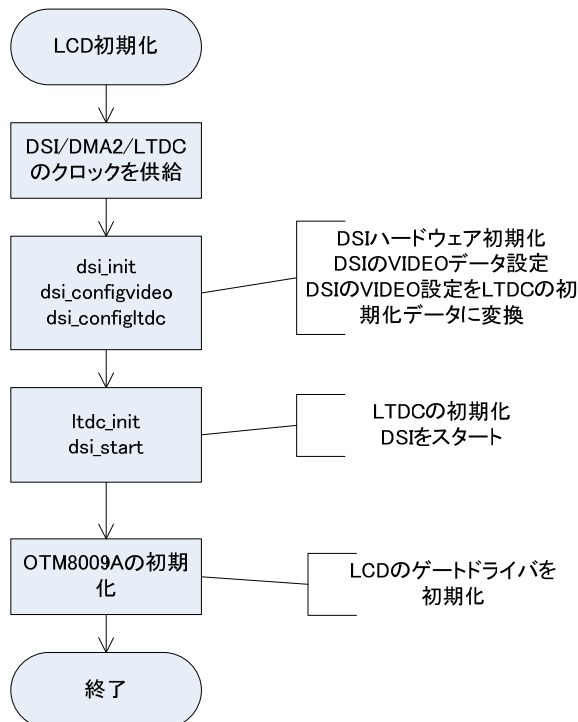 LCD初期化
DSI/DMA2/LTDC
のクロックを供給
dsi_init
dsi_configvideo
dsi_configltdc
DSIハードウェア初期化
DSIのVIDEOデータ設定
DSIのVIDEO設定をLTDCの初
期化データに変換
ltdc_init
dsi_start
LTDCの初期化
DSIをスタート
OTM8009Aの初期
化
LCDのゲートドライバを
初期化
終了